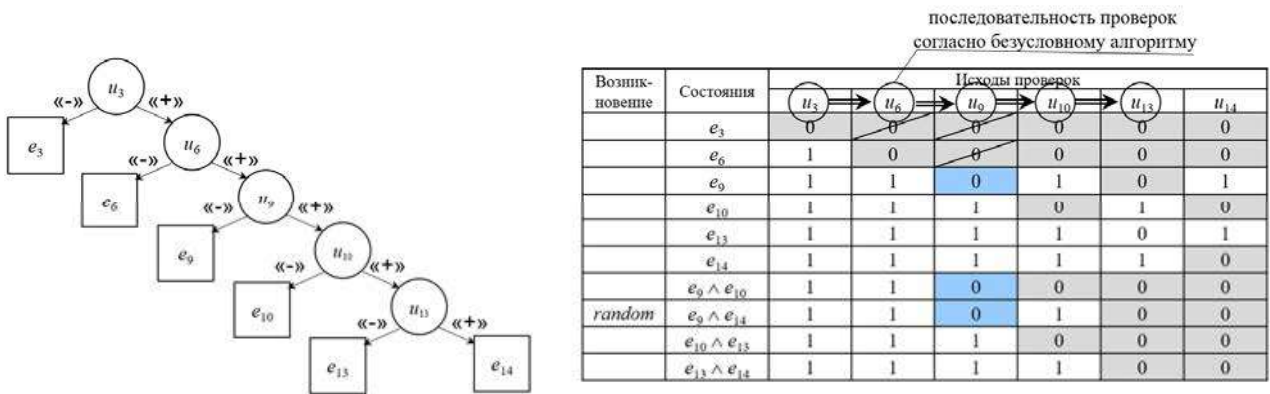 u₃
«-»
«+»
e₃
u₆
«-»
«+»
e₆
u₉
«-»
«+»
e₉
u₁₀
«-»
«+»
e₁₀
u₁₃
«-»
«+»
e₁₃
e₁₄
последовательность проверок
согласно безусловному алгоритму
Возник-
новение
Состояния
Исходы проверок
u₃ u₆ u₉ u₁₀ u₁₃ u₁₄
e₃ 0 0 0 0 0 0
e₆ 1 0 0 0 0 0
e₉ 1 1 0 1 0 1
e₁₀ 1 1 1 0 1 0
e₁₃ 1 1 1 1 0 1
e₁₄ 1 1 1 1 1 0
e₉ ∧ e₁₀ 1 1 0 0 0 0
random e₉ ∧ e₁₄ 1 1 0 1 0 0
e₁₀ ∧ e₁₃ 1 1 1 0 0 0
e₁₃ ∧ e₁₄ 1 1 1 1 0 0